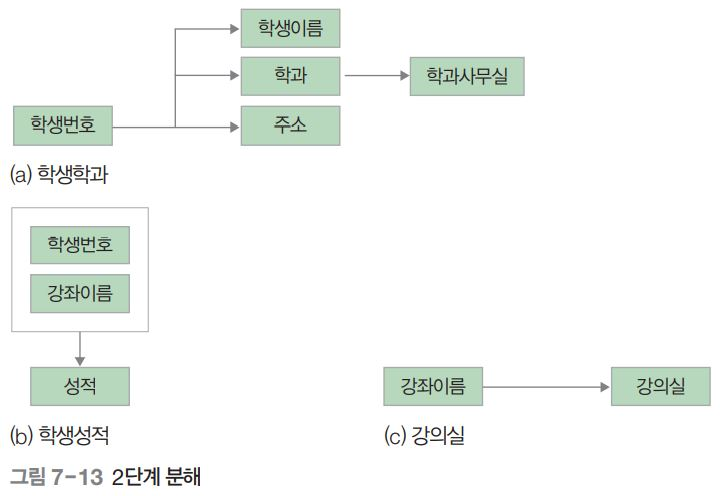 학생이름
학과
학과사무실
학생번호
주소
(a) 학생학과
학생번호
강좌이름
성적
강좌이름
강의실
(b) 학생성적
(c) 강의실
그림 7-13 2단계 분해